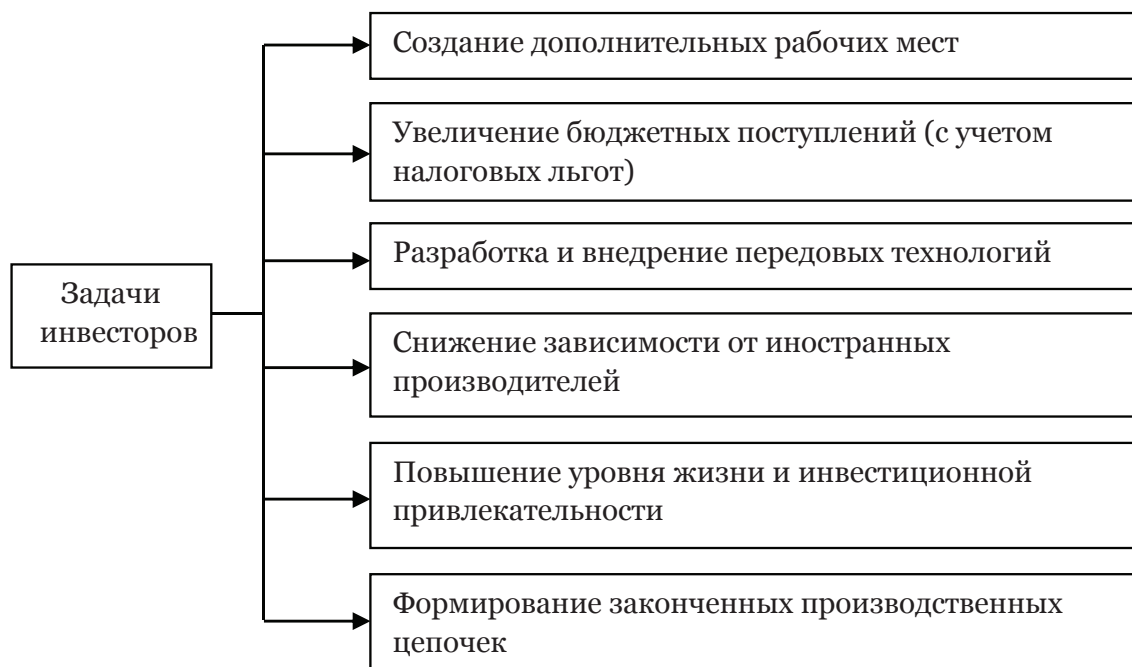 Создание дополнительных рабочих мест
Увеличение бюджетных поступлений (с учетом
налоговых льгот)
Разработка и внедрение передовых технологий
Задачи
инвесторов
Снижение зависимости от иностранных
производителей
Повышение уровня жизни и инвестиционной
привлекательности
Формирование законченных производственных
цепочек